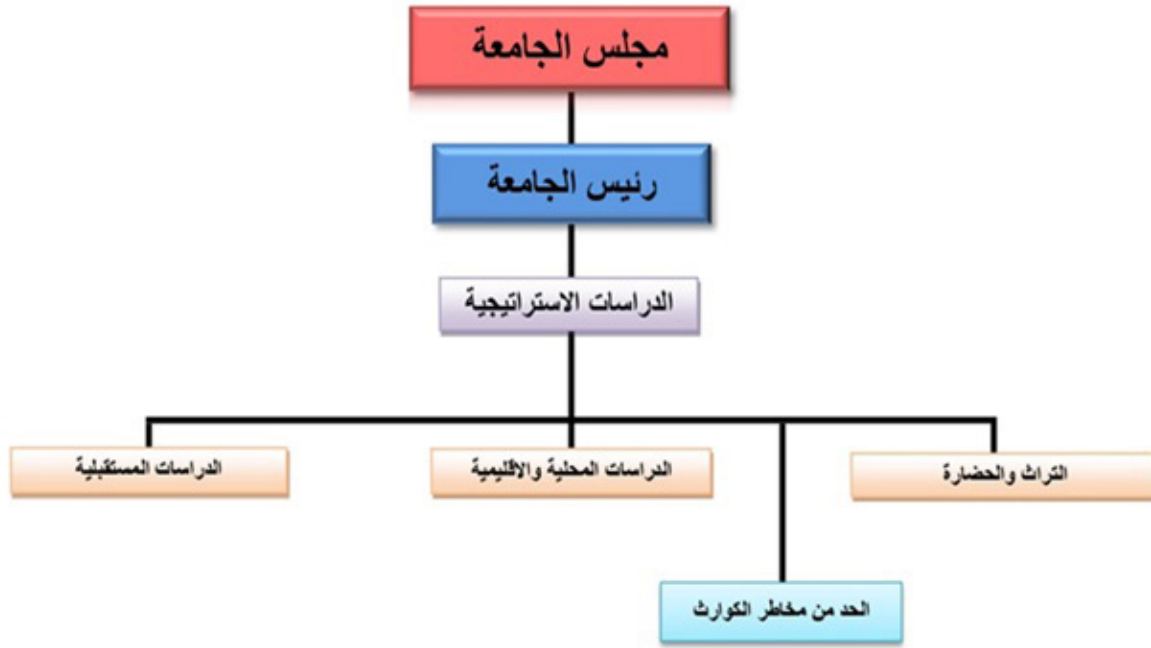 مجلس الجامعة
رئيس الجامعة
الدراسات الاستراتيجية
التراث والحضارة
الدراسات المحلية والاقليمية
الدراسات المستقبلية
الحد من مخاطر الكوارث